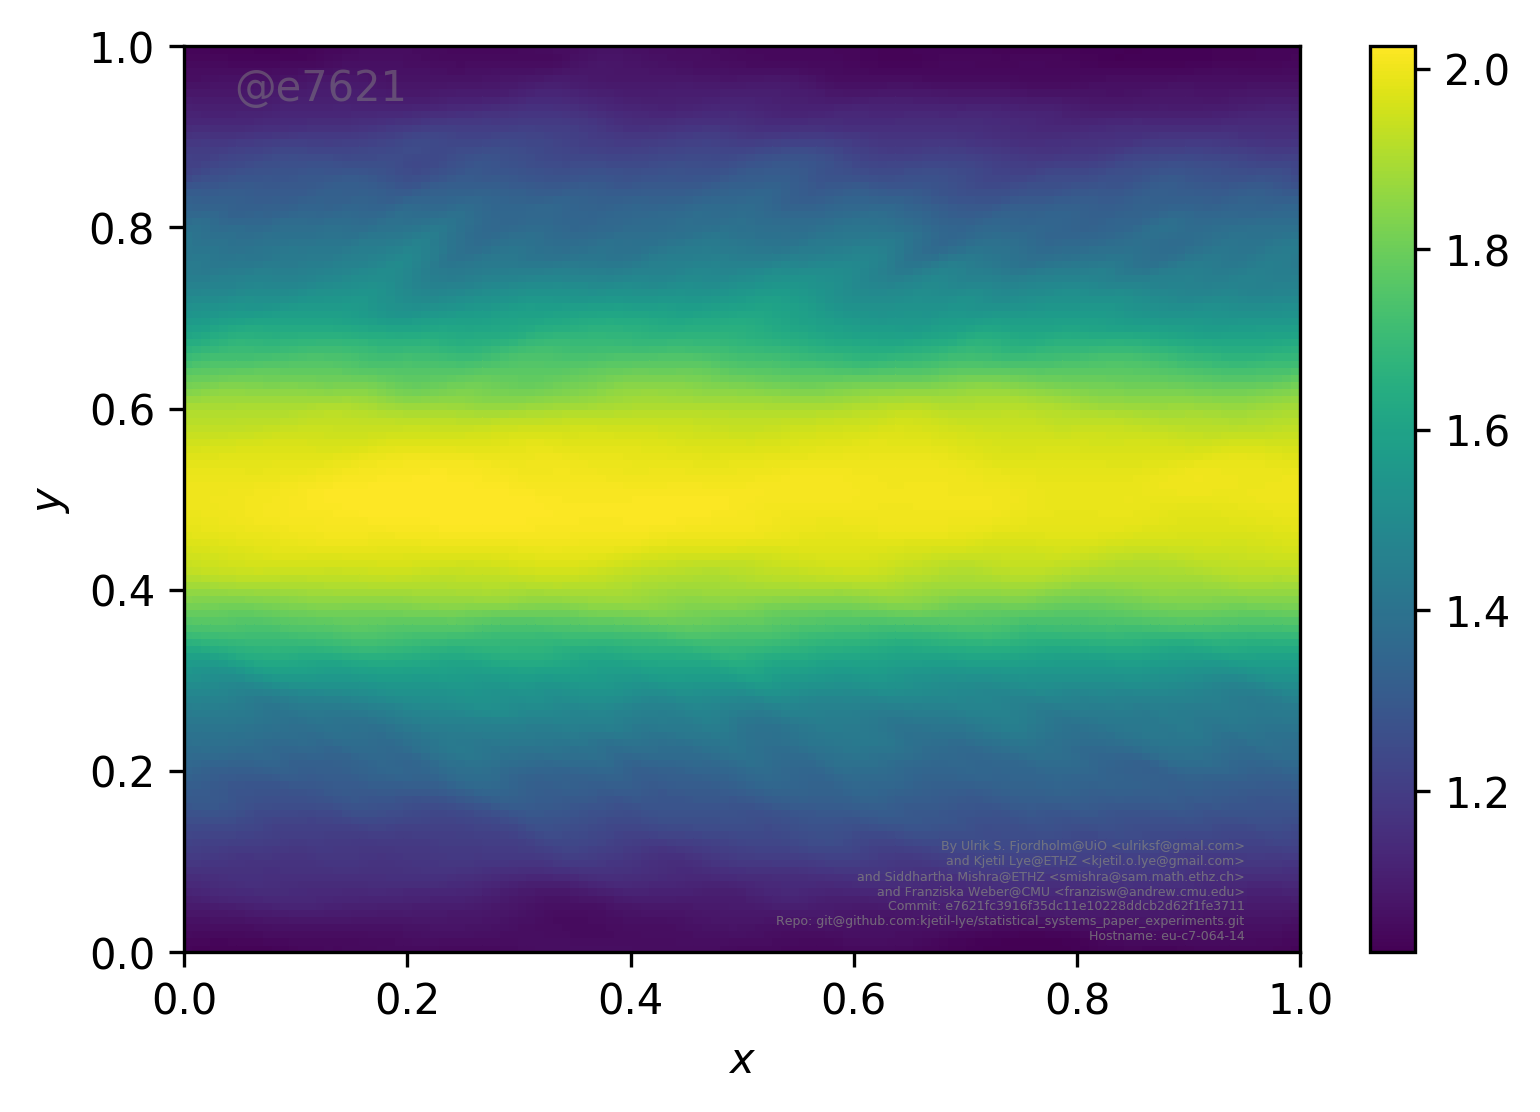 1.0
0.8
0.6
0.4
0.2
0.0
y
@e7621
By Ulrik S. Fjordholm@UiO <ulriksf@gmal.com>
and Kjetil Lye@ETHZ <kjetil.o.lye@gmail.com>
and Siddhartha Mishra@ETHZ <smishra@sam.math.ethz.ch>
and Franziska Weber@CMU <franzisw@andrew.cmu.edu>
Commit: e7621fc3916f35dc11e10228ddcb2d62f1fe3711
Repo: git@github.com:kjetil-lye/statistical_systems_paper_experiments.git
Hostname: eu-c7-064-14
0.0 0.2 0.4 0.6 0.8 1.0
x
2.0
1.8
1.6
1.4
1.2